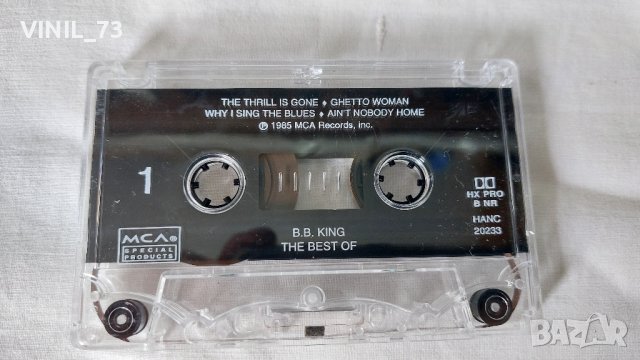 VINIL_73
THE THRILL IS GONE ♦ GHETTO WOMAN
WHY I SING THE BLUES ♦ AIN'T NOBODY HOME
℗ 1985 MCA Records, Inc.
1
HX PRO
B NR
HANC
20233
MCA®
SPECIAL
PRODUCTS
B.B. KING
THE BEST OF
BAZAR